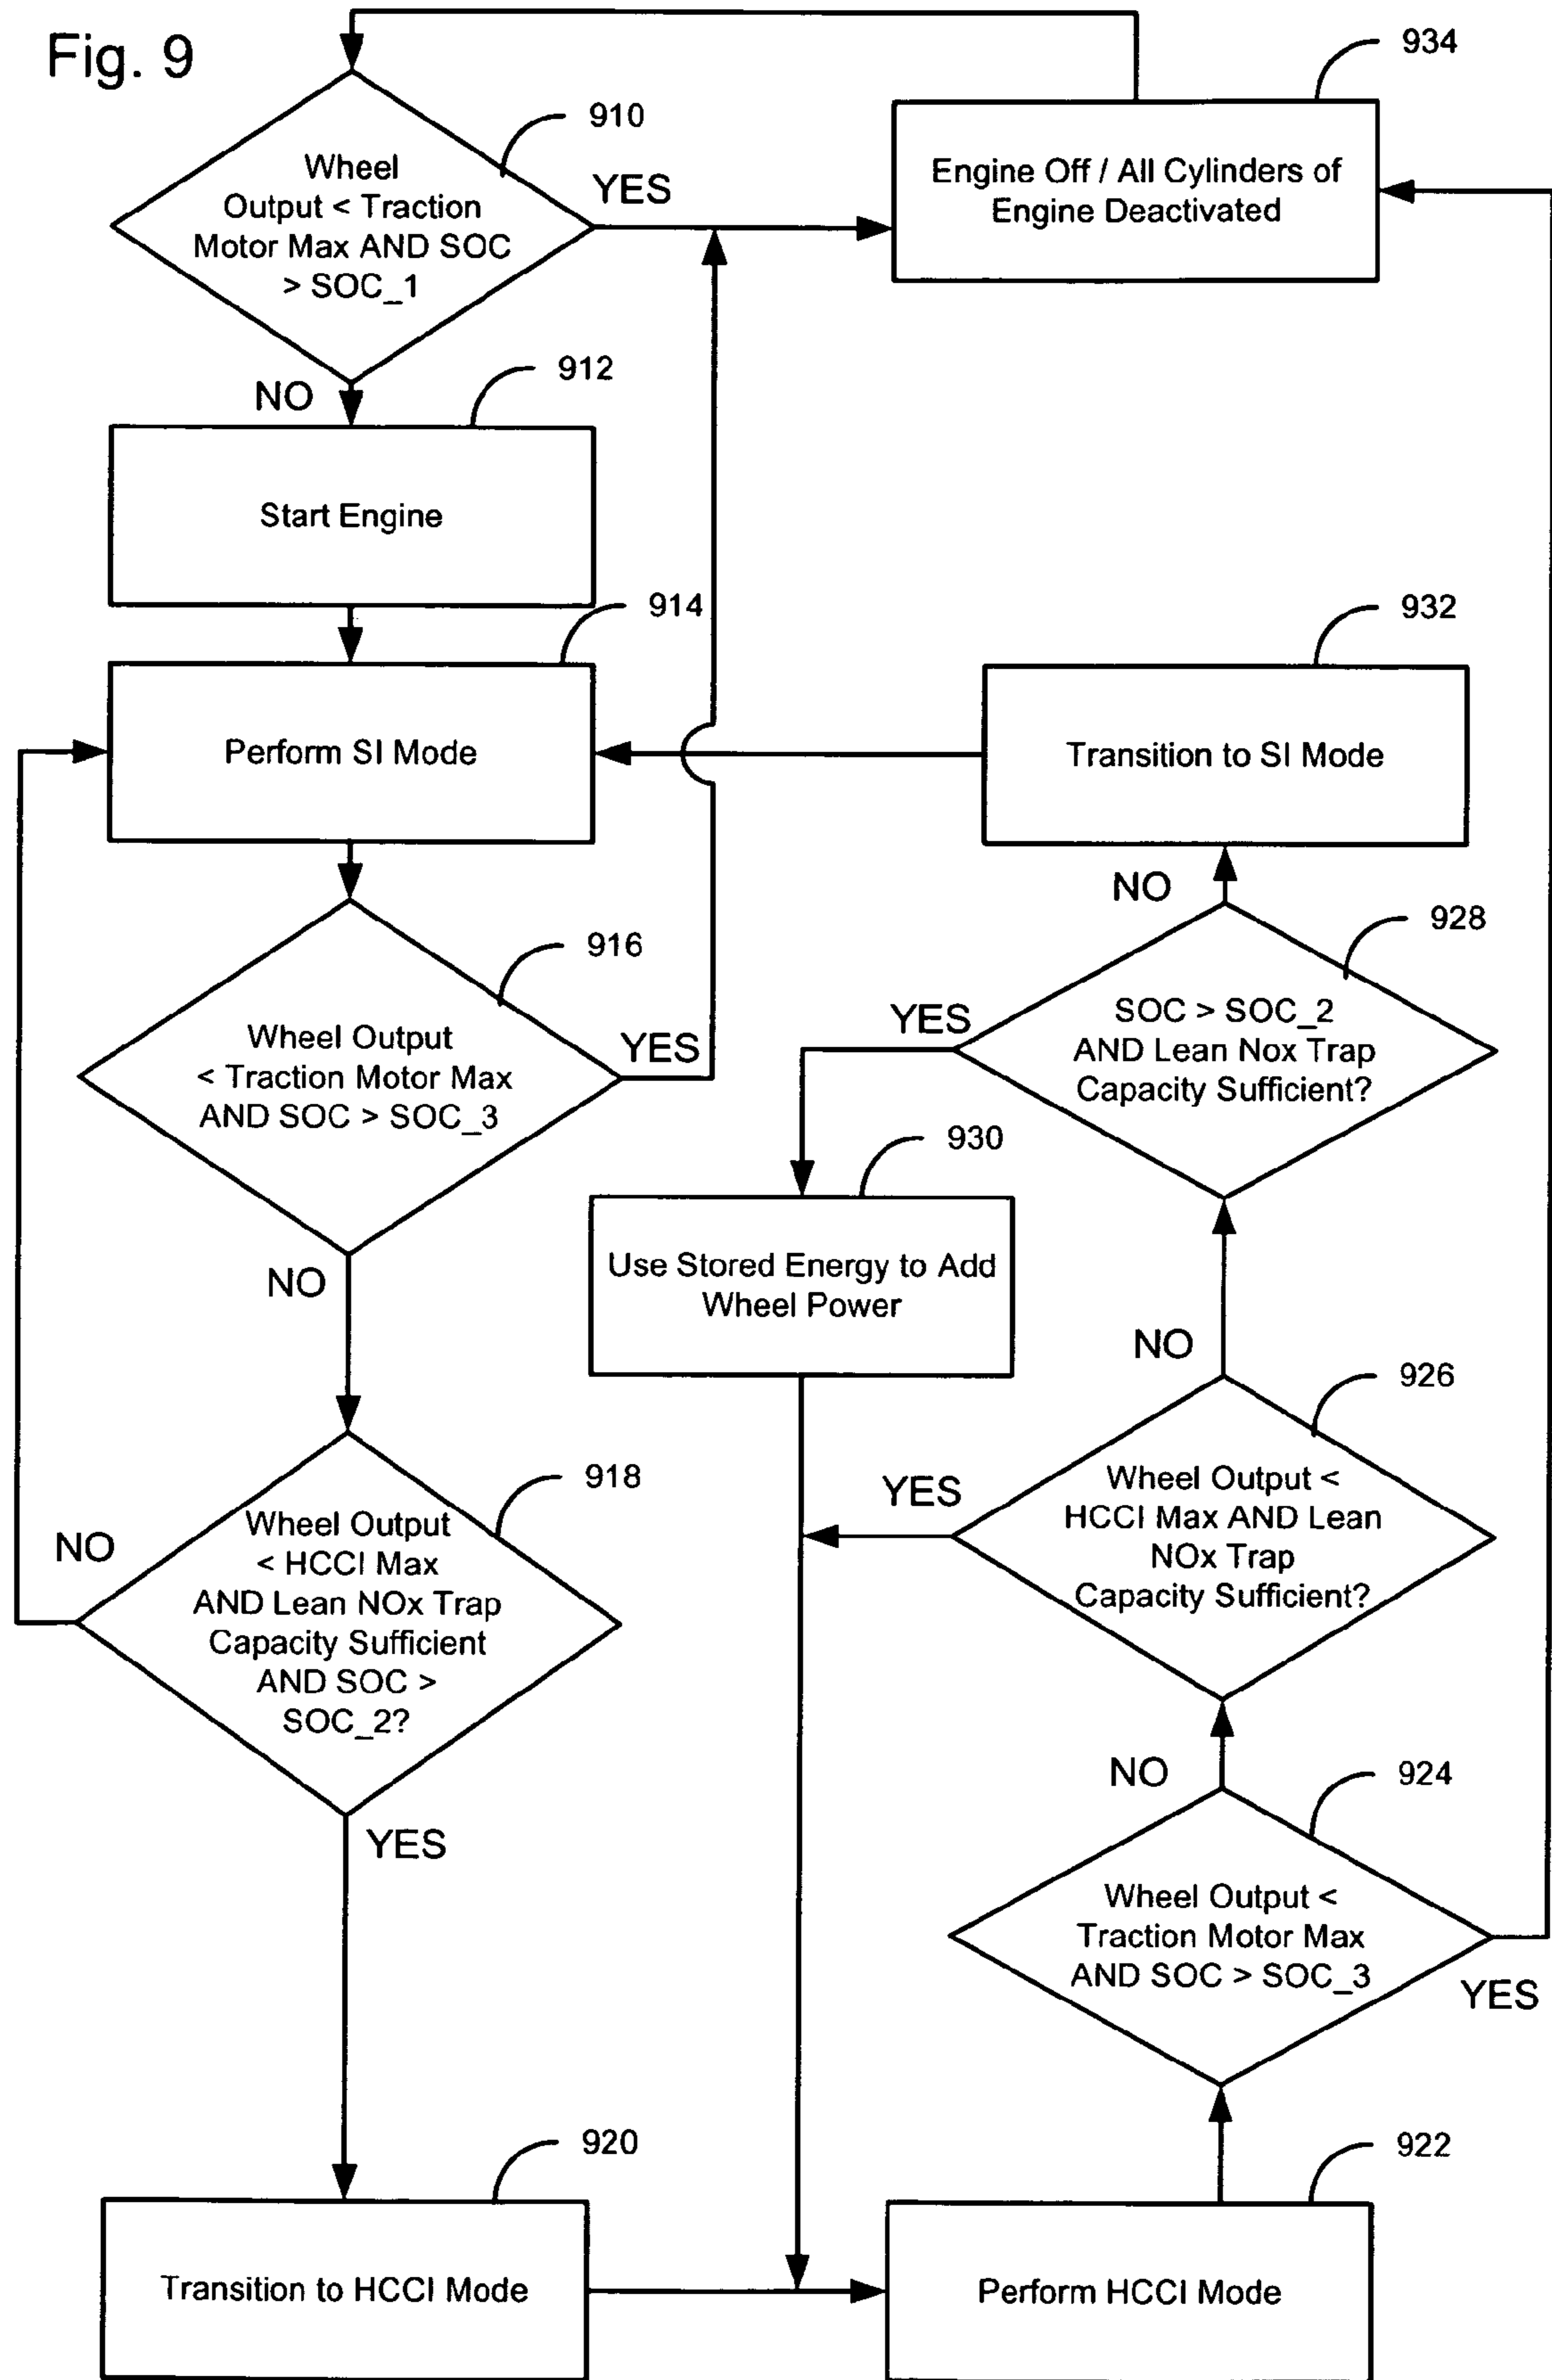 Fig. 9
934
910
Wheel
Output < Traction
Motor Max AND SOC
> SOC_1
YES
Engine Off / All Cylinders of
Engine Deactivated
NO
912
Start Engine
914
932
Perform SI Mode
Transition to SI Mode
NO
928
916
SOC > SOC_2
AND Lean Nox Trap
Capacity Sufficient?
YES
Wheel Output
< Traction Motor Max
AND SOC > SOC_3
YES
930
Use Stored Energy to Add
Wheel Power
NO
NO
926
918
Wheel Output <
HCCI Max AND Lean
NOx Trap
Capacity Sufficient?
YES
Wheel Output
< HCCI Max
AND Lean NOx Trap
Capacity Sufficient
AND SOC >
SOC_2?
NO
NO
924
YES
Wheel Output <
Traction Motor Max
AND SOC > SOC_3
YES
920
922
Transition to HCCI Mode
Perform HCCI Mode